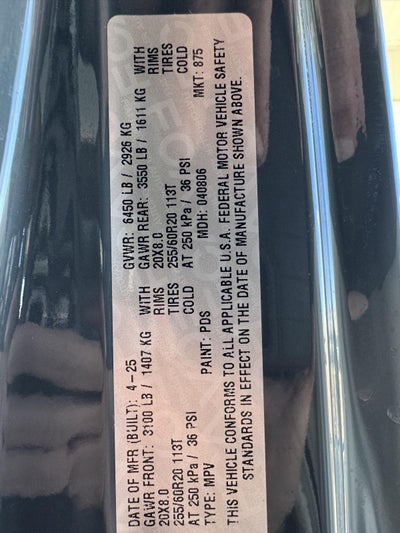 DATE OF MFR (BUILT): 4-25 GVWR: 6450 LB / 2926 KG
GAWR FRONT: 3100 LB / 1407 KG WITH GAWR REAR: 3550 LB / 1611 KG WITH
20X8.0 RIMS 20X8.0 RIMS
255/60R20 113T TIRES 255/60R20 113T TIRES
AT 250 kPa / 36 PSI COLD AT 250 kPa / 36 PSI COLD
TYPE: MPV PAINT: PDS MDH: 040806 MKT: 875
THIS VEHICLE CONFORMS TO ALL APPLICABLE U.S.A. FEDERAL MOTOR VEHICLE SAFETY
STANDARDS IN EFFECT ON THE DATE OF MANUFACTURE SHOWN ABOVE.